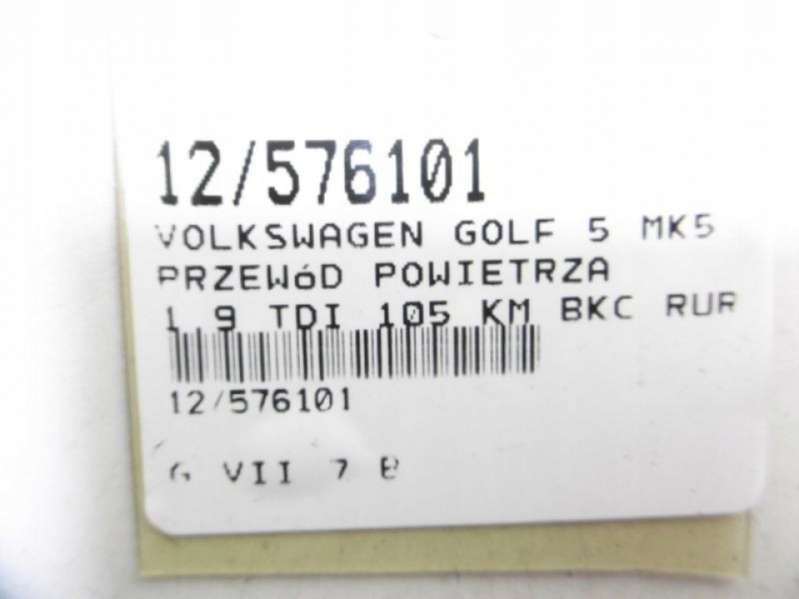 12/576101
VOLKSWAGEN GOLF 5 MK5
PRZEWóD POWIETRZA
1.9 TDI 105 KM BKC RUR
12/576101
G VII 7 B